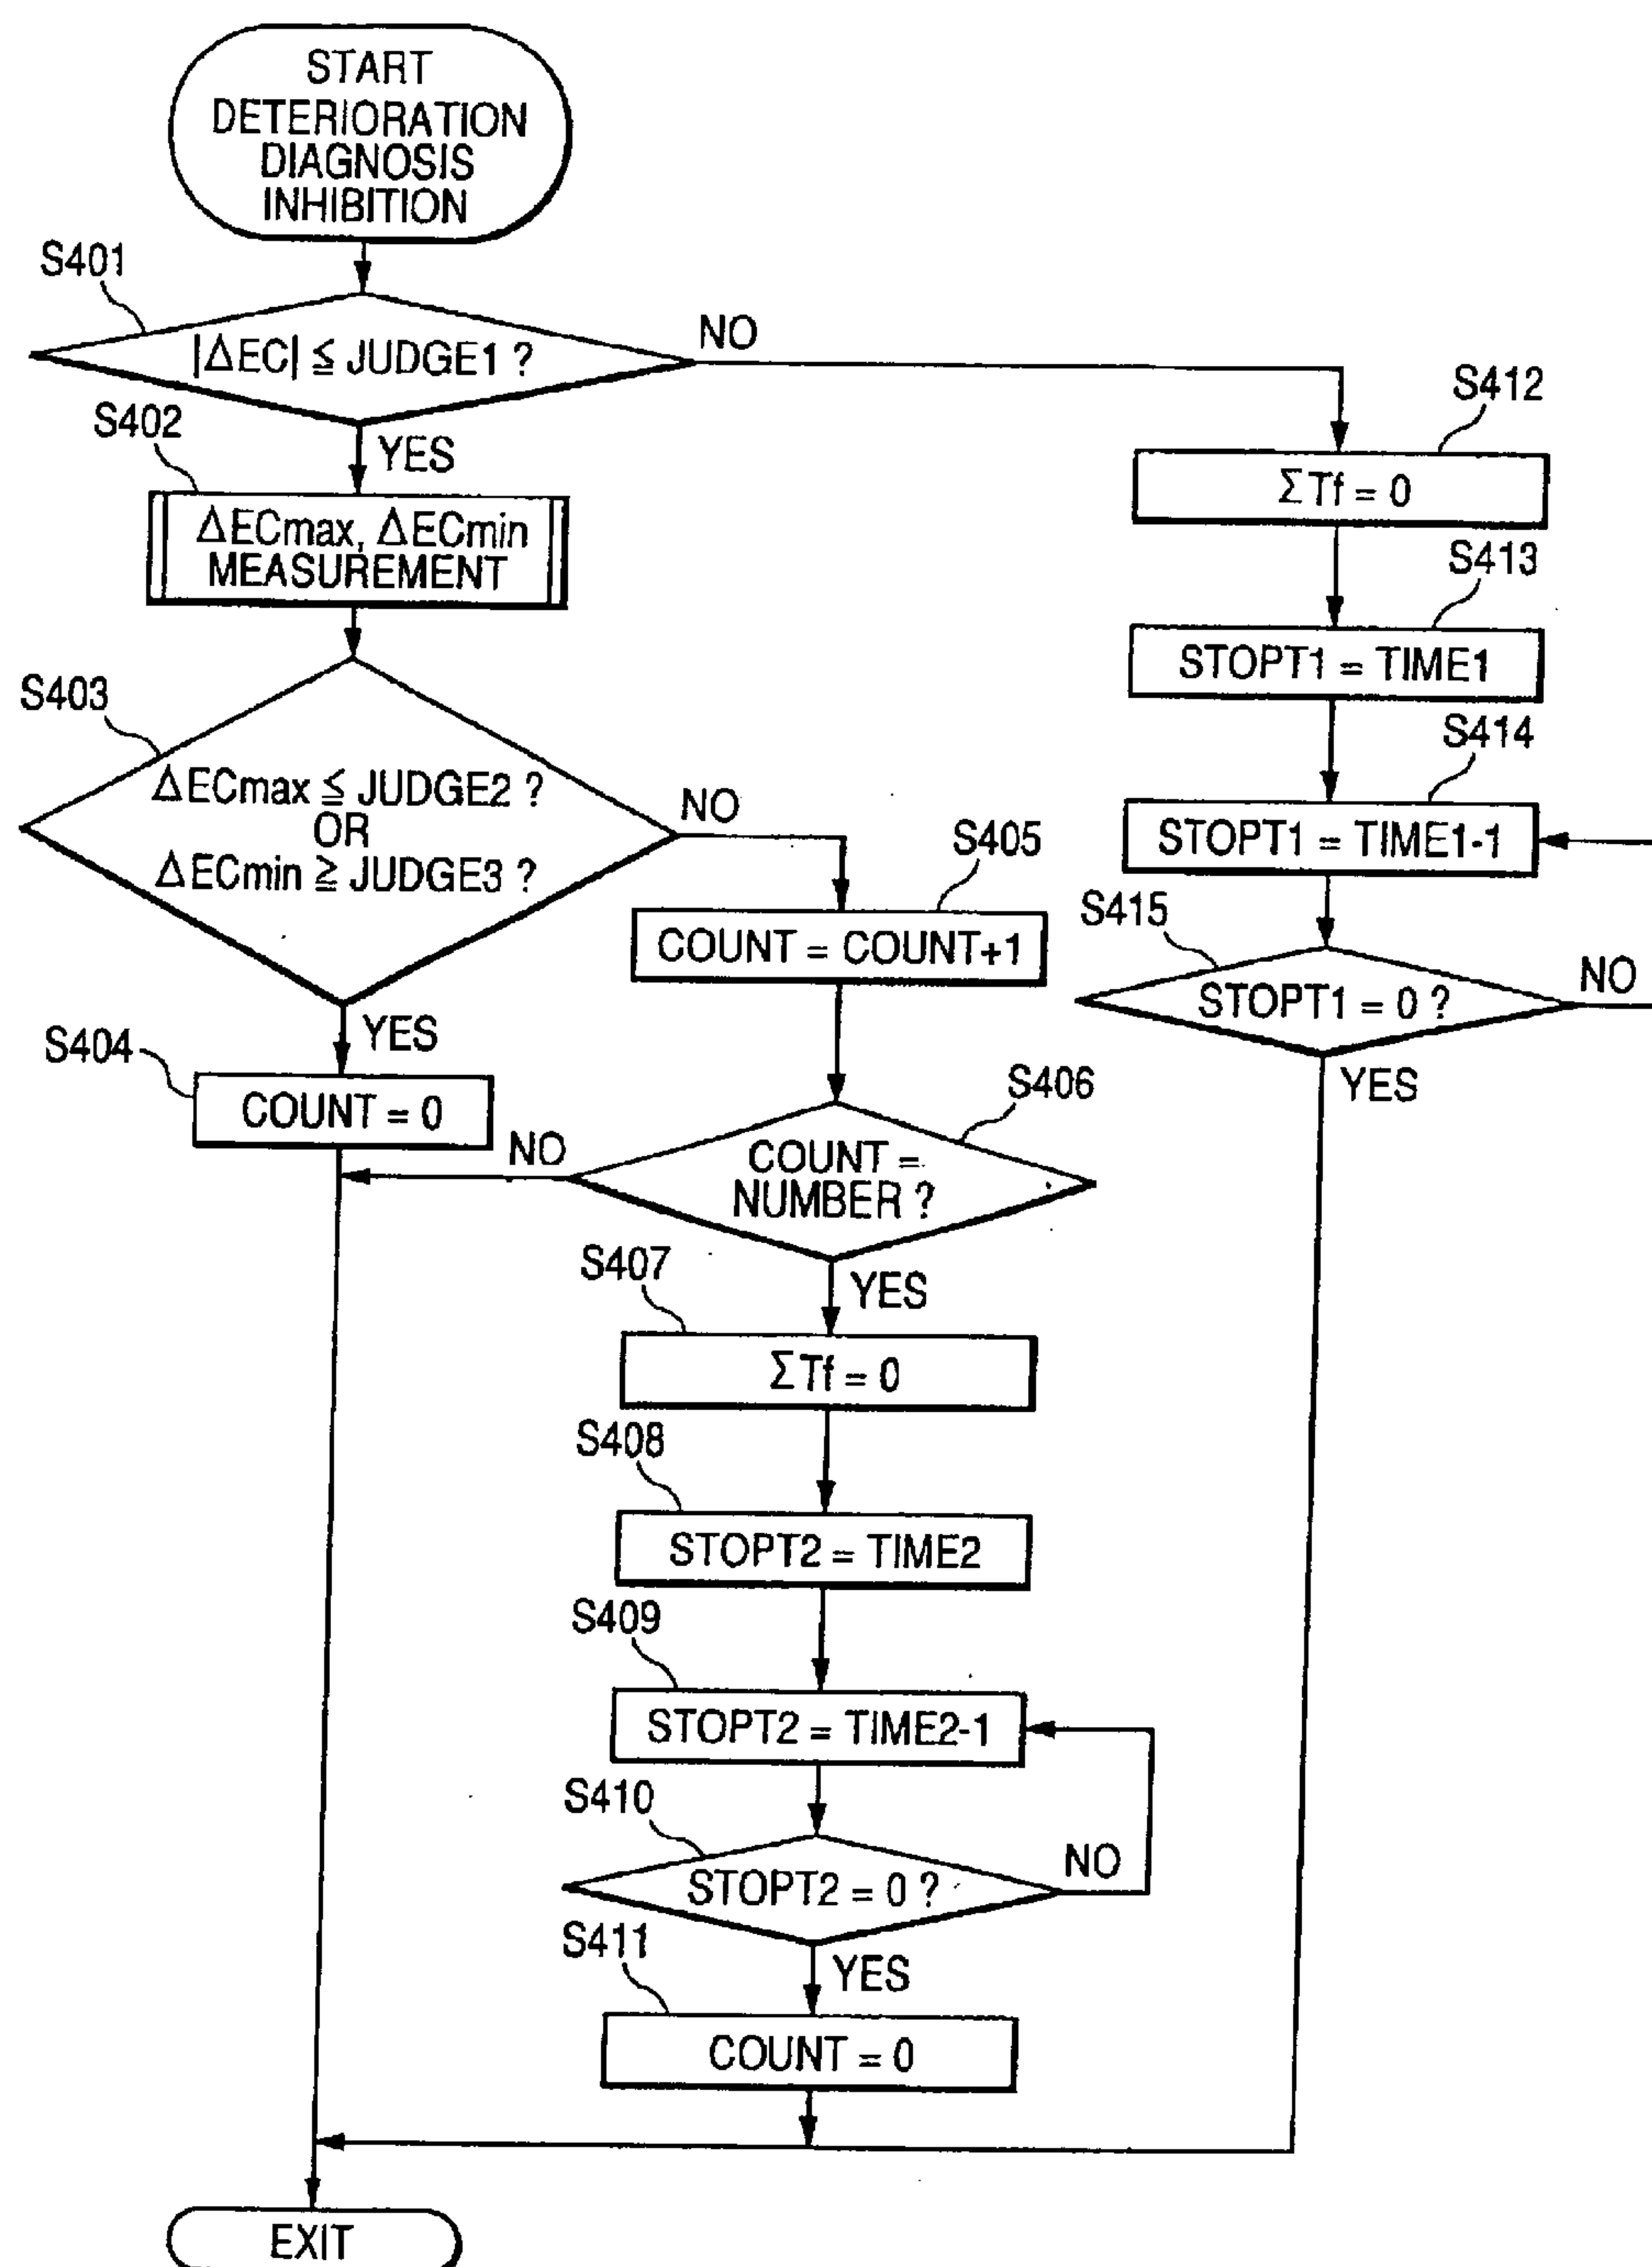 START
DETERIORATION
DIAGNOSIS
INHIBITION
S401
|ΔEC| ≦ JUDGE1 ?
NO
YES
S402
ΔECmax, ΔECmin
MEASUREMENT
S403
ΔECmax ≦ JUDGE2 ?
OR
ΔECmin ≧ JUDGE3 ?
NO
YES
S404
COUNT = 0
S405
COUNT = COUNT+1
S406
COUNT =
NUMBER ?
NO
YES
S407
ΣTf = 0
S408
STOPT2 = TIME2
S409
STOPT2 = TIME2-1
S410
STOPT2 = 0 ?
NO
YES
S411
COUNT = 0
S412
ΣTf = 0
S413
STOPT1 = TIME1
S414
STOPT1 = TIME1-1
S415
STOPT1 = 0 ?
NO
YES
EXIT